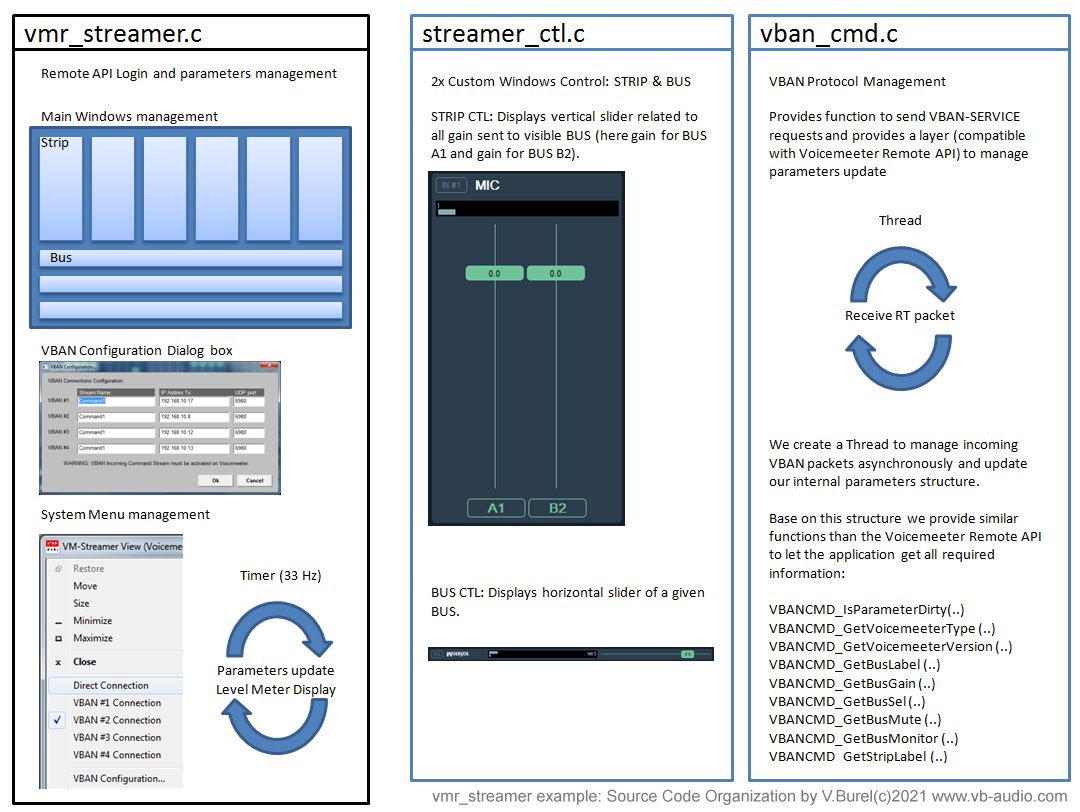 vmr_streamer.c
Remote API Login and parameters management
Main Windows management
Strip
Bus
VBAN Configuration Dialog box
VBAN Configuration...
VBAN Connections Configuration:
Stream Name: IP Address To: UDP port:
VBAN #1 Command1 192.168.10.17 6980
VBAN #2 Command1 192.168.10.8 6980
VBAN #3 Command1 192.168.10.12 6980
VBAN #4 Command1 192.168.10.13 6980
WARNING: VBAN Incoming Command Stream must be activated on Voicemeeter.
Ok Cancel
System Menu management
VM-Streamer View (Voiceme
Restore
Move
Size
Minimize
Maximize
Close
Direct Connection
VBAN #1 Connection
VBAN #2 Connection
VBAN #3 Connection
VBAN #4 Connection
VBAN Configuration...
Timer (33 Hz)
Parameters update
Level Meter Display
streamer_ctl.c
2x Custom Windows Control: STRIP & BUS
STRIP CTL: Displays vertical slider related to
all gain sent to visible BUS (here gain for BUS
A1 and gain for BUS B2).
IN #1 MIC
0.0 0.0
A1 B2
BUS CTL: Displays horizontal slider of a given
BUS.
Monitor
vban_cmd.c
VBAN Protocol Management
Provides function to send VBAN-SERVICE
requests and provides a layer (compatible
with Voicemeeter Remote API) to manage
parameters update
Thread
Receive RT packet
We create a Thread to manage incoming
VBAN packets asynchronously and update
our internal parameters structure.
Base on this structure we provide similar
functions than the Voicemeeter Remote API
to let the application get all required
information:
VBANCMD_IsParameterDirty(..)
VBANCMD_GetVoicemeeterType (..)
VBANCMD_GetVoicemeeterVersion (..)
VBANCMD_GetBusLabel (..)
VBANCMD_GetBusGain (..)
VBANCMD_GetBusSel (..)
VBANCMD_GetBusMute (..)
VBANCMD_GetBusMonitor (..)
VBANCMD_GetStripLabel (..)
vmr_streamer example: Source Code Organization by V.Burel(c)2021 www.vb-audio.com